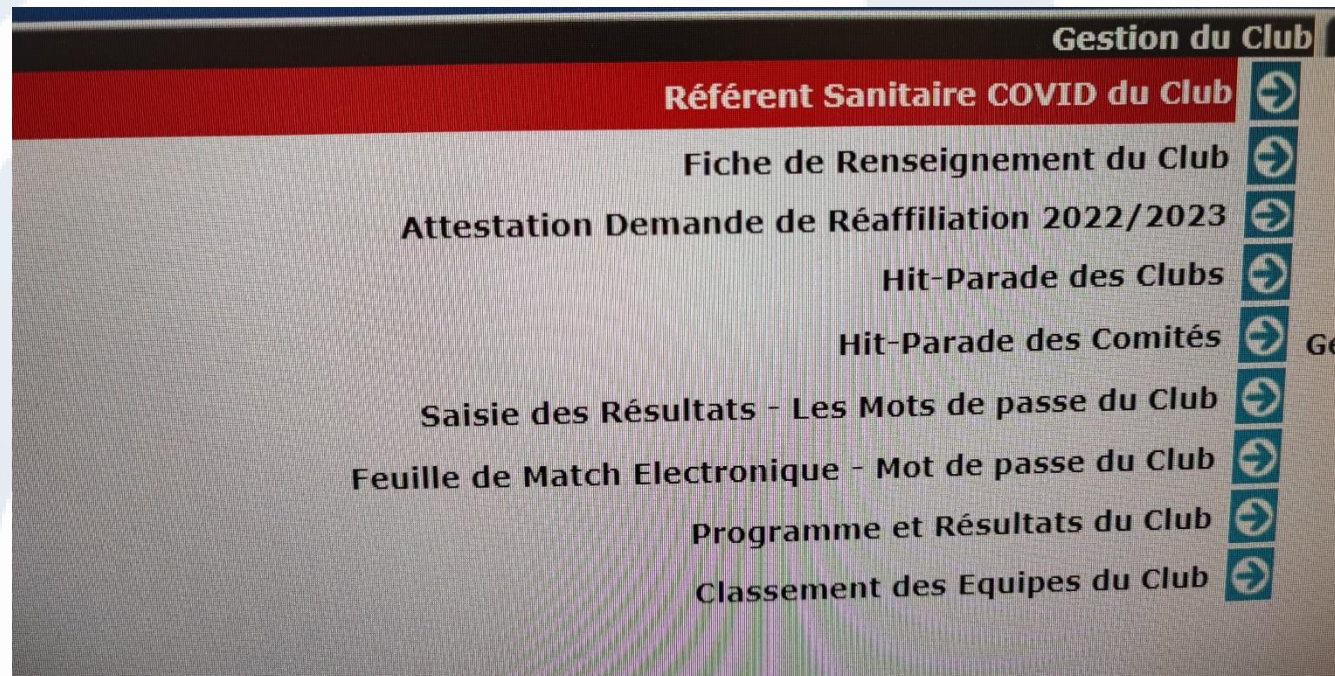 Gestion du Club
Référent Sanitaire COVID du Club
Fiche de Renseignement du Club
Attestation Demande de Réaffiliation 2022/2023
Hit-Parade des Clubs
Hit-Parade des Comités
Saisie des Résultats - Les Mots de passe du Club
Feuille de Match Electronique - Mot de passe du Club
Programme et Résultats du Club
Classement des Equipes du Club